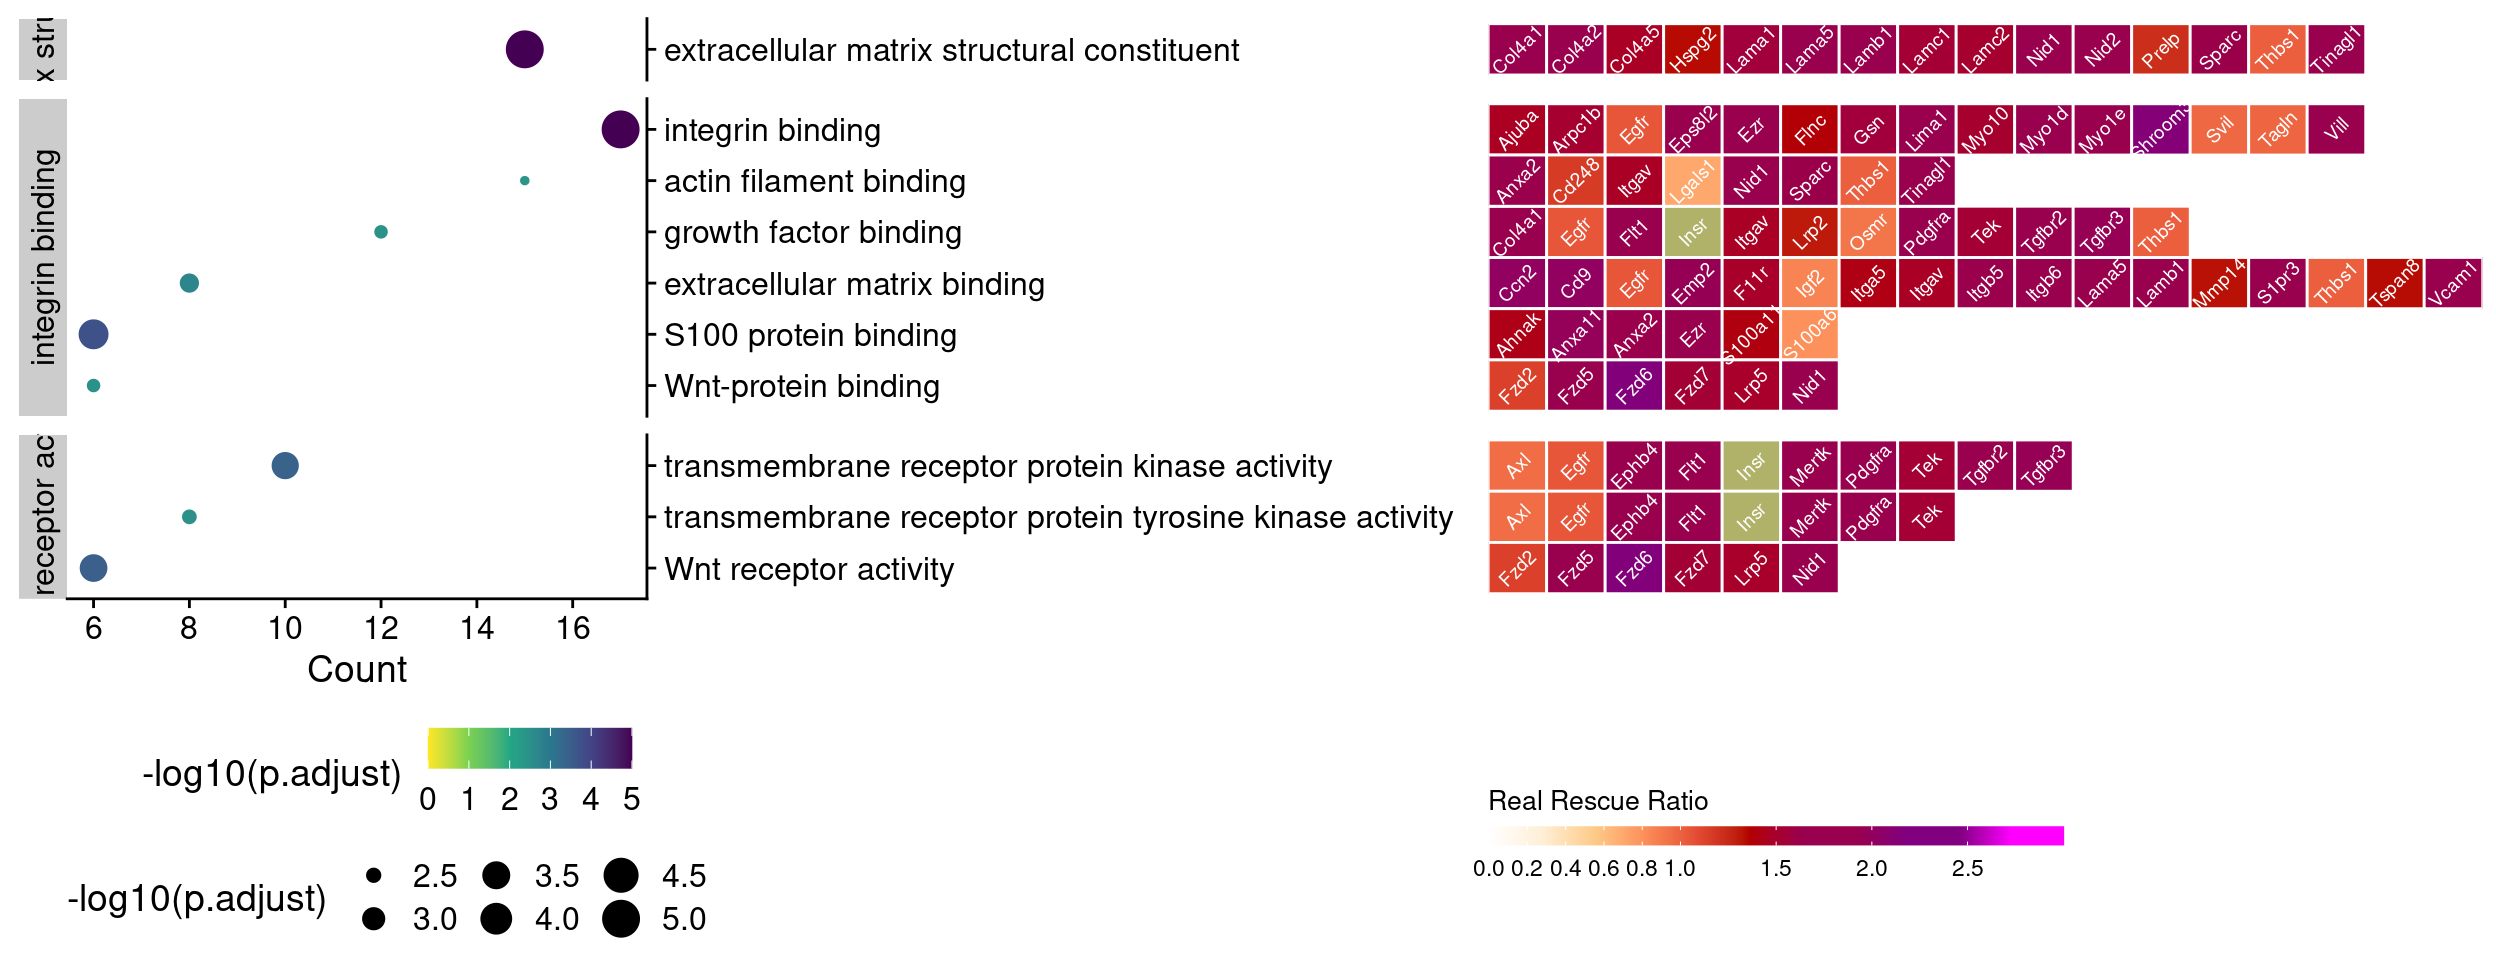 x stru
extracellular matrix structural constituent
Col4a1 Col4a2 Col4a5 Hspg2 Lama1 Lama5 Lamb1 Lamc1 Lamc2 Nid1 Nid2 Prelp Sparc Thbs1 Tinagl1
integrin binding
integrin binding
Ajuba Arpc1b Egfr Eps8l2 Ezr Flnc Gsn Lima1 Myo10 Myo1d Myo1e Shroom3 Svil Tagln Vill
actin filament binding
Anxa2 Cd248 Itgav Lgals1 Nid1 Sparc Thbs1 Tinagl1
growth factor binding
Col4a1 Egfr Flt1 Insr Itgav Lrp2 Osmr Pdgfra Tek Tgfbr2 Tgfbr3 Thbs1
extracellular matrix binding
Ccn2 Cd9 Egfr Emp2 F11r Igf2 Itga5 Itgav Itgb5 Itgb6 Lama5 Lamb1 Mmp14 S1pr3 Thbs1 Tspan8 Vcam1
S100 protein binding
Ahnak Anxa11 Anxa2 Ezr S100a11 S100a6
Wnt-protein binding
Fzd2 Fzd5 Fzd6 Fzd7 Lrp5 Nid1
receptor ac
transmembrane receptor protein kinase activity
Axl Egfr Ephb4 Flt1 Insr Mertk Pdgfra Tek Tgfbr2 Tgfbr3
transmembrane receptor protein tyrosine kinase activity
Axl Egfr Ephb4 Flt1 Insr Mertk Pdgfra Tek
Wnt receptor activity
Fzd2 Fzd5 Fzd6 Fzd7 Lrp5 Nid1
6 8 10 12 14 16
Count
-log10(p.adjust)
0 1 2 3 4 5
-log10(p.adjust)
2.5 3.5 4.5
3.0 4.0 5.0
Real Rescue Ratio
0.0 0.2 0.4 0.6 0.8 1.0 1.5 2.0 2.5